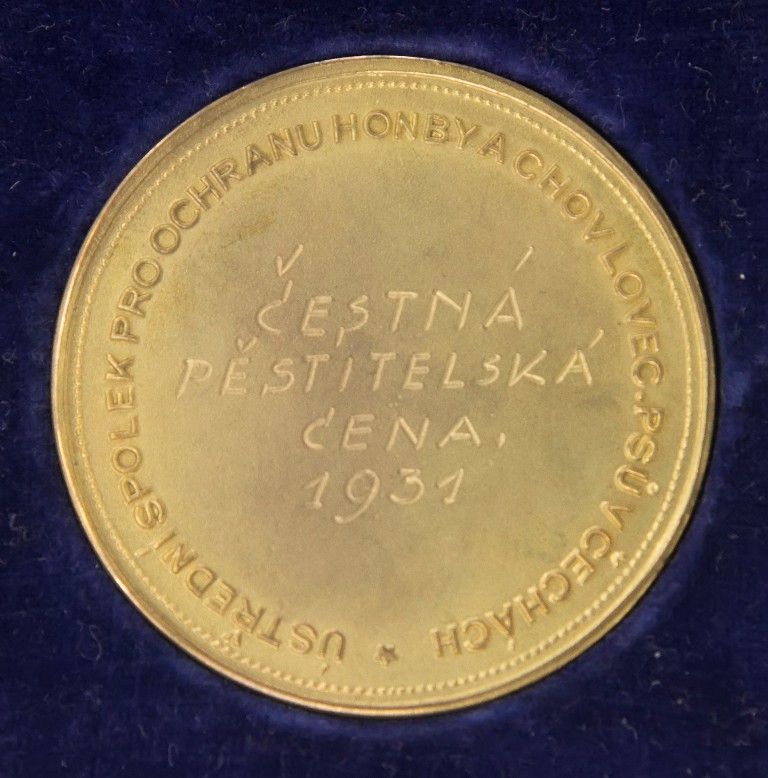 ÚSTŘEDNÍ SPOLEK PRO OCHRANU HONBY A CHOV LOVEC. PSŮ V ČECHÁCH
ČESTNÁ
PĚSTITELSKÁ
CENA,
1931